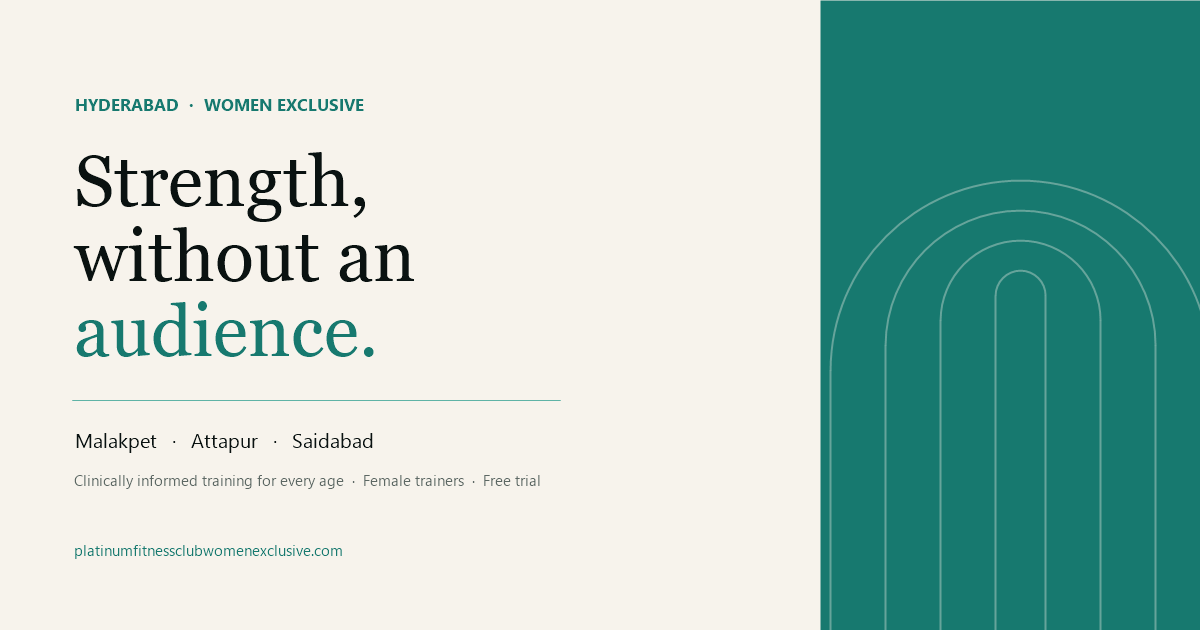 HYDERABAD · WOMEN EXCLUSIVE
Strength,
without an
audience.
Malakpet · Attapur · Saidabad
Clinically informed training for every age · Female trainers · Free trial
platinumfitnessclubwomenexclusive.com